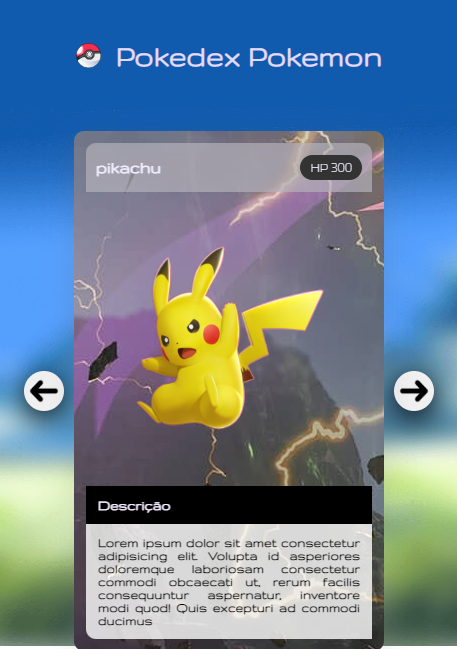 Pokedex Pokemon
pikachu
HP 300
Descrição
Lorem ipsum dolor sit amet consectetur
adipisicing elit. Volupta id asperiores
doloremque laboriosam consectetur
commodi obcaecati ut, rerum facilis
consequuntur aspernatur, inventore
modi quod! Quis excepturi ad commodi
ducimus